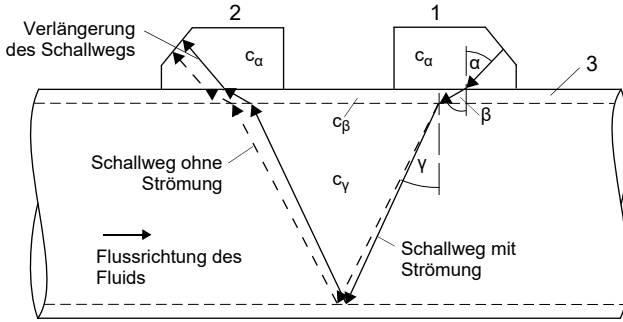 2
1
Verlängerung
des Schallwegs
cα
cα
α
3
β
cβ
Schallweg ohne
Strömung
cγ
γ
Flussrichtung des
Fluids
Schallweg mit
Strömung